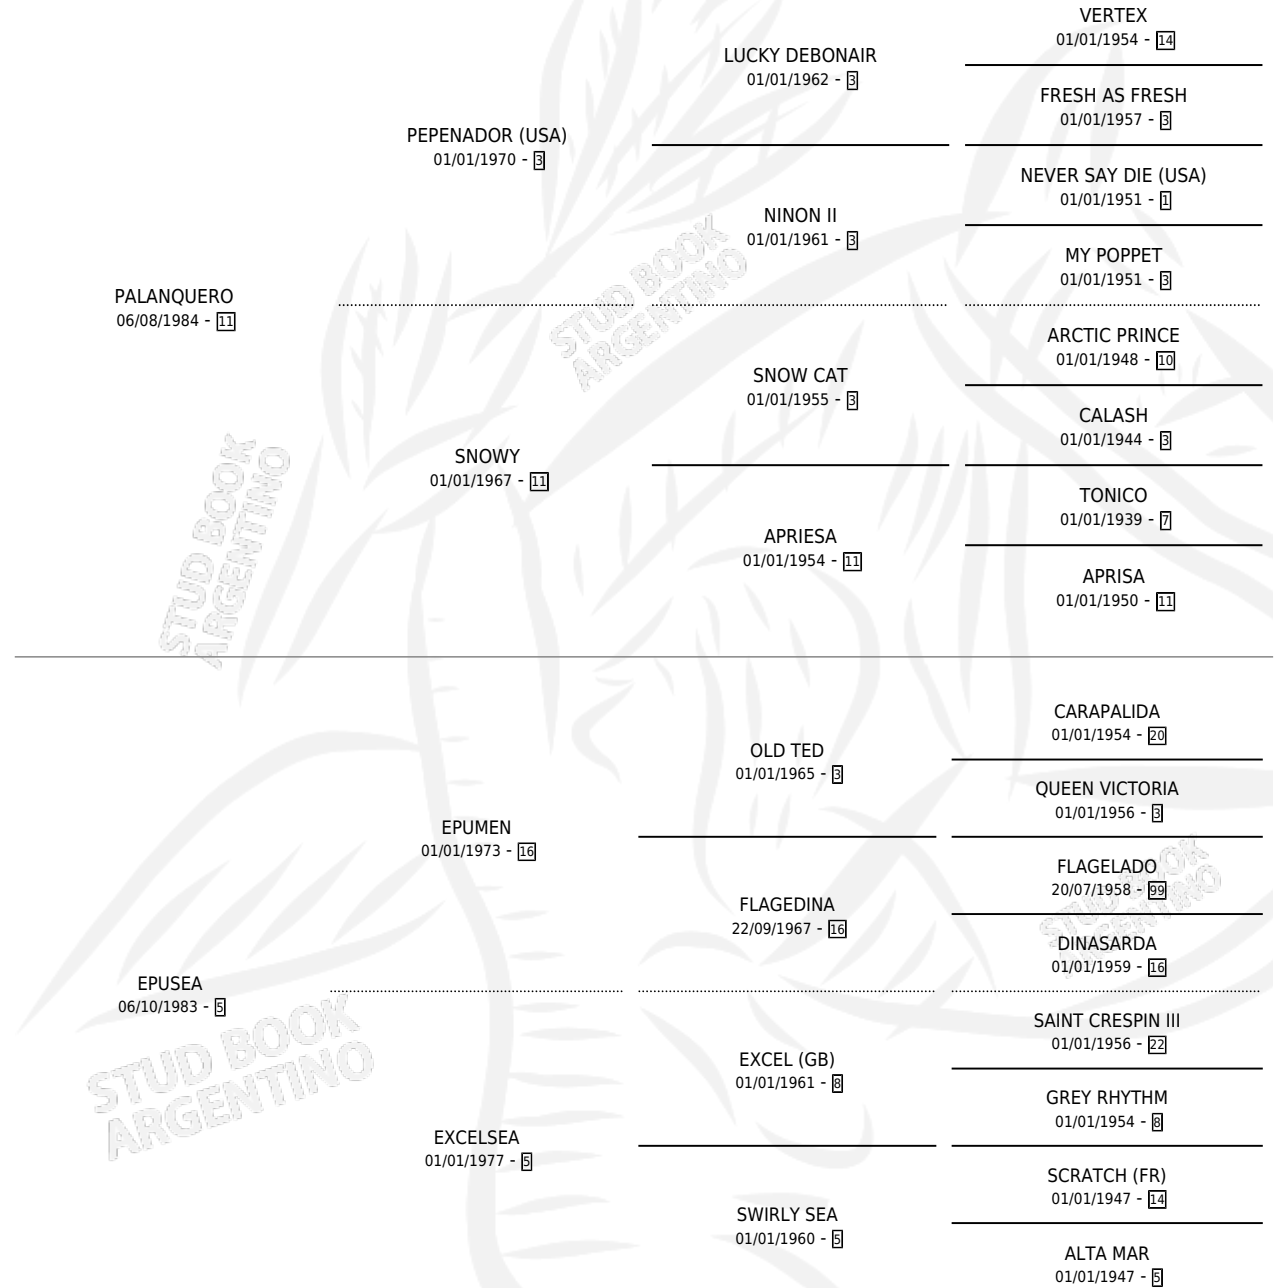 VERTEX
01/01/1954 - 14
LUCKY DEBONAIR
01/01/1962 - 3
FRESH AS FRESH
01/01/1957 - 3
PEPENADOR (USA)
01/01/1970 - 3
NEVER SAY DIE (USA)
01/01/1951 - 1
NINON II
01/01/1961 - 3
MY POPPET
01/01/1951 - 3
PALANQUERO
06/08/1984 - 11
ARCTIC PRINCE
01/01/1948 - 10
SNOW CAT
01/01/1955 - 3
CALASH
01/01/1944 - 3
SNOWY
01/01/1967 - 11
TONICO
01/01/1939 - 7
APRIESA
01/01/1954 - 11
APRISA
01/01/1950 - 11
STUD BOOK
ARGENTINO
STUD BOOK
ARGENTINO
CARAPALIDA
01/01/1954 - 20
OLD TED
01/01/1965 - 3
QUEEN VICTORIA
01/01/1956 - 3
EPUMEN
01/01/1973 - 16
FLAGELADO
20/07/1958 - 99
FLAGEDINA
22/09/1967 - 16
DINASARDA
01/01/1959 - 16
EPUSEA
06/10/1983 - 5
SAINT CRESPIN III
01/01/1956 - 22
EXCEL (GB)
01/01/1961 - 8
GREY RHYTHM
01/01/1954 - 8
EXCELSEA
01/01/1977 - 5
SCRATCH (FR)
01/01/1947 - 14
SWIRLY SEA
01/01/1960 - 5
ALTA MAR
01/01/1947 - 5
STUD BOOK
ARGENTINO
STUD BOOK
ARGENTINO